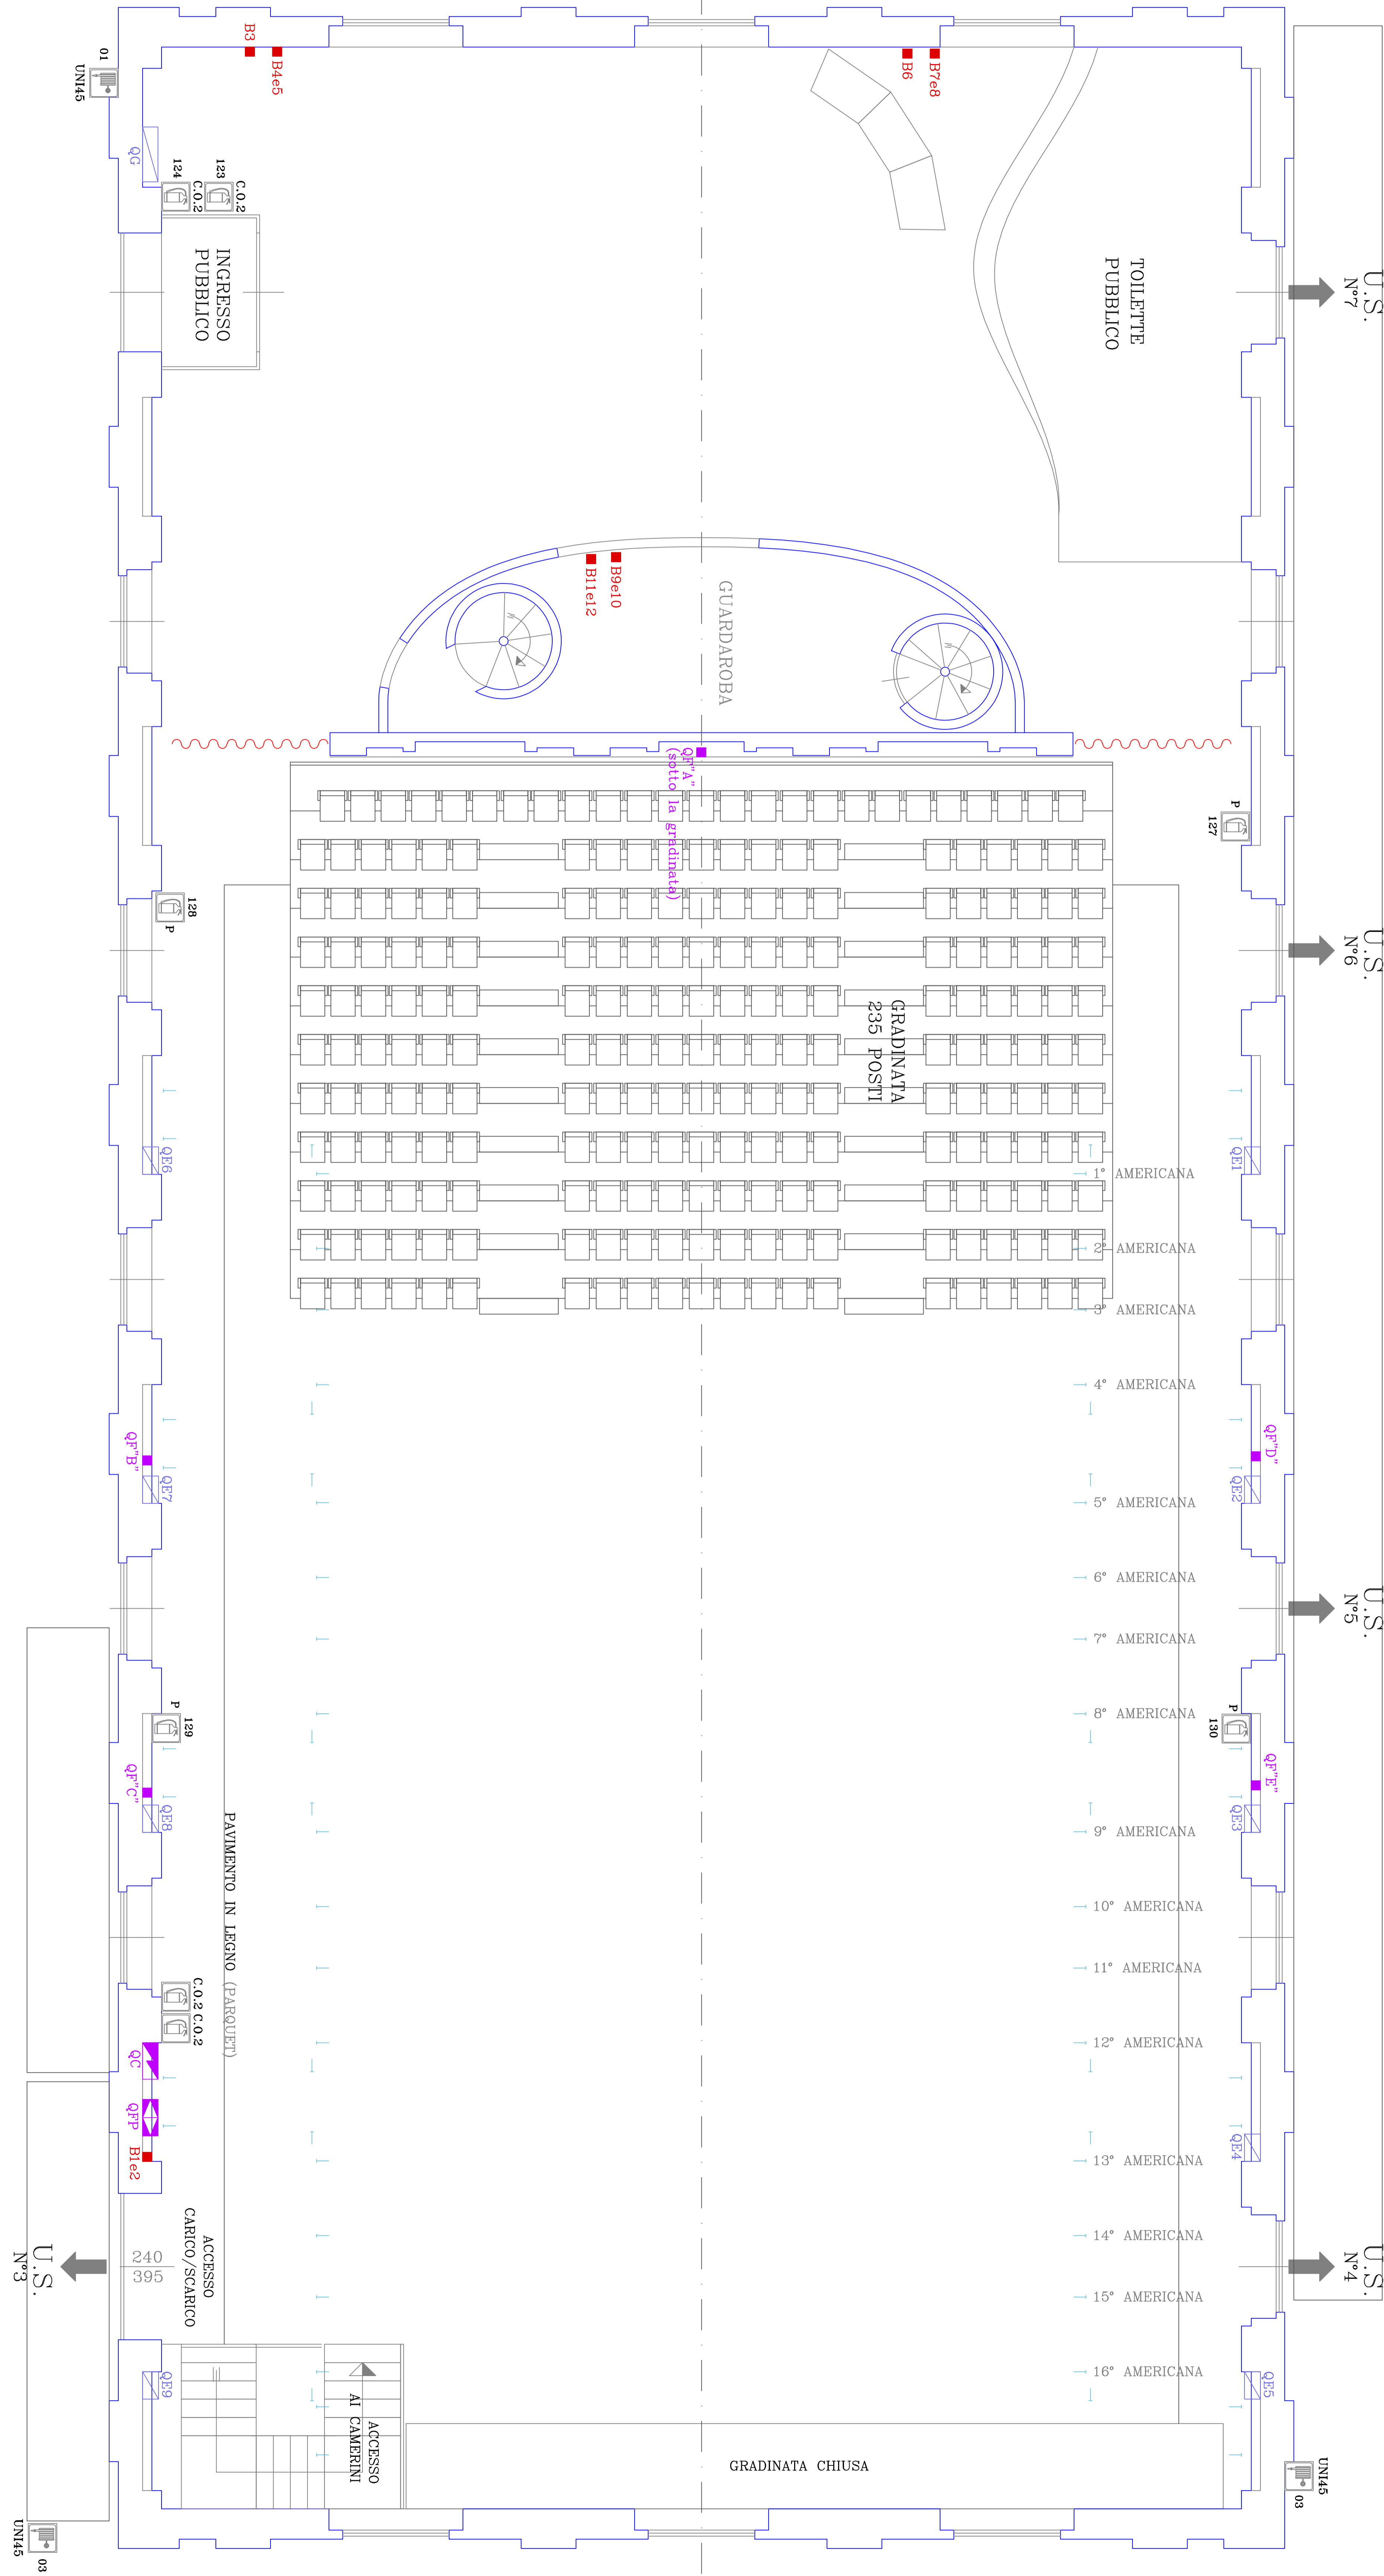 01
UNI45
B3
B4e5
B6
B7e8
QG
124
C.O.2
123
C.O.2
INGRESSO
PUBBLICO
TOILETTE
PUBBLICO
U.S.
N°7
B11e12
B9e10
GUARDAROBA
QF"A"
(sotto la gradinata)
P
127
128
P
U.S.
N°6
GRADINATA
235 POSTI
QE6
QE1
1° AMERICANA
2° AMERICANA
3° AMERICANA
4° AMERICANA
QF"B"
QE7
QF"D"
QE2
5° AMERICANA
6° AMERICANA
U.S.
N°5
7° AMERICANA
8° AMERICANA
P
129
P
130
QF"C"
QE8
QF"E"
QE3
9° AMERICANA
PAVIMENTO IN LEGNO (PARQUET)
10° AMERICANA
11° AMERICANA
C.O.2 C.O.2
12° AMERICANA
QC
QFP
B1e2
QE4
13° AMERICANA
14° AMERICANA
ACCESSO
CARICO/SCARICO
240
395
U.S.
N°3
U.S.
N°4
15° AMERICANA
16° AMERICANA
QE9
QE5
ACCESSO
AI CAMERINI
GRADINATA CHIUSA
UNI45
03
UNI45
03